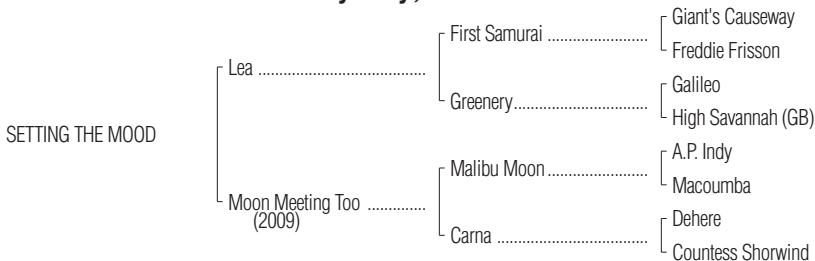 Giant's Causeway
First Samurai .......................
Freddie Frisson
Lea ......................................
Galileo
Greenery...............................
High Savannah (GB)
SETTING THE MOOD
A.P. Indy
Malibu Moon .......................
Macoumba
Moon Meeting Too .............
(2009)
Dehere
Carna ...................................
Countess Shorwind